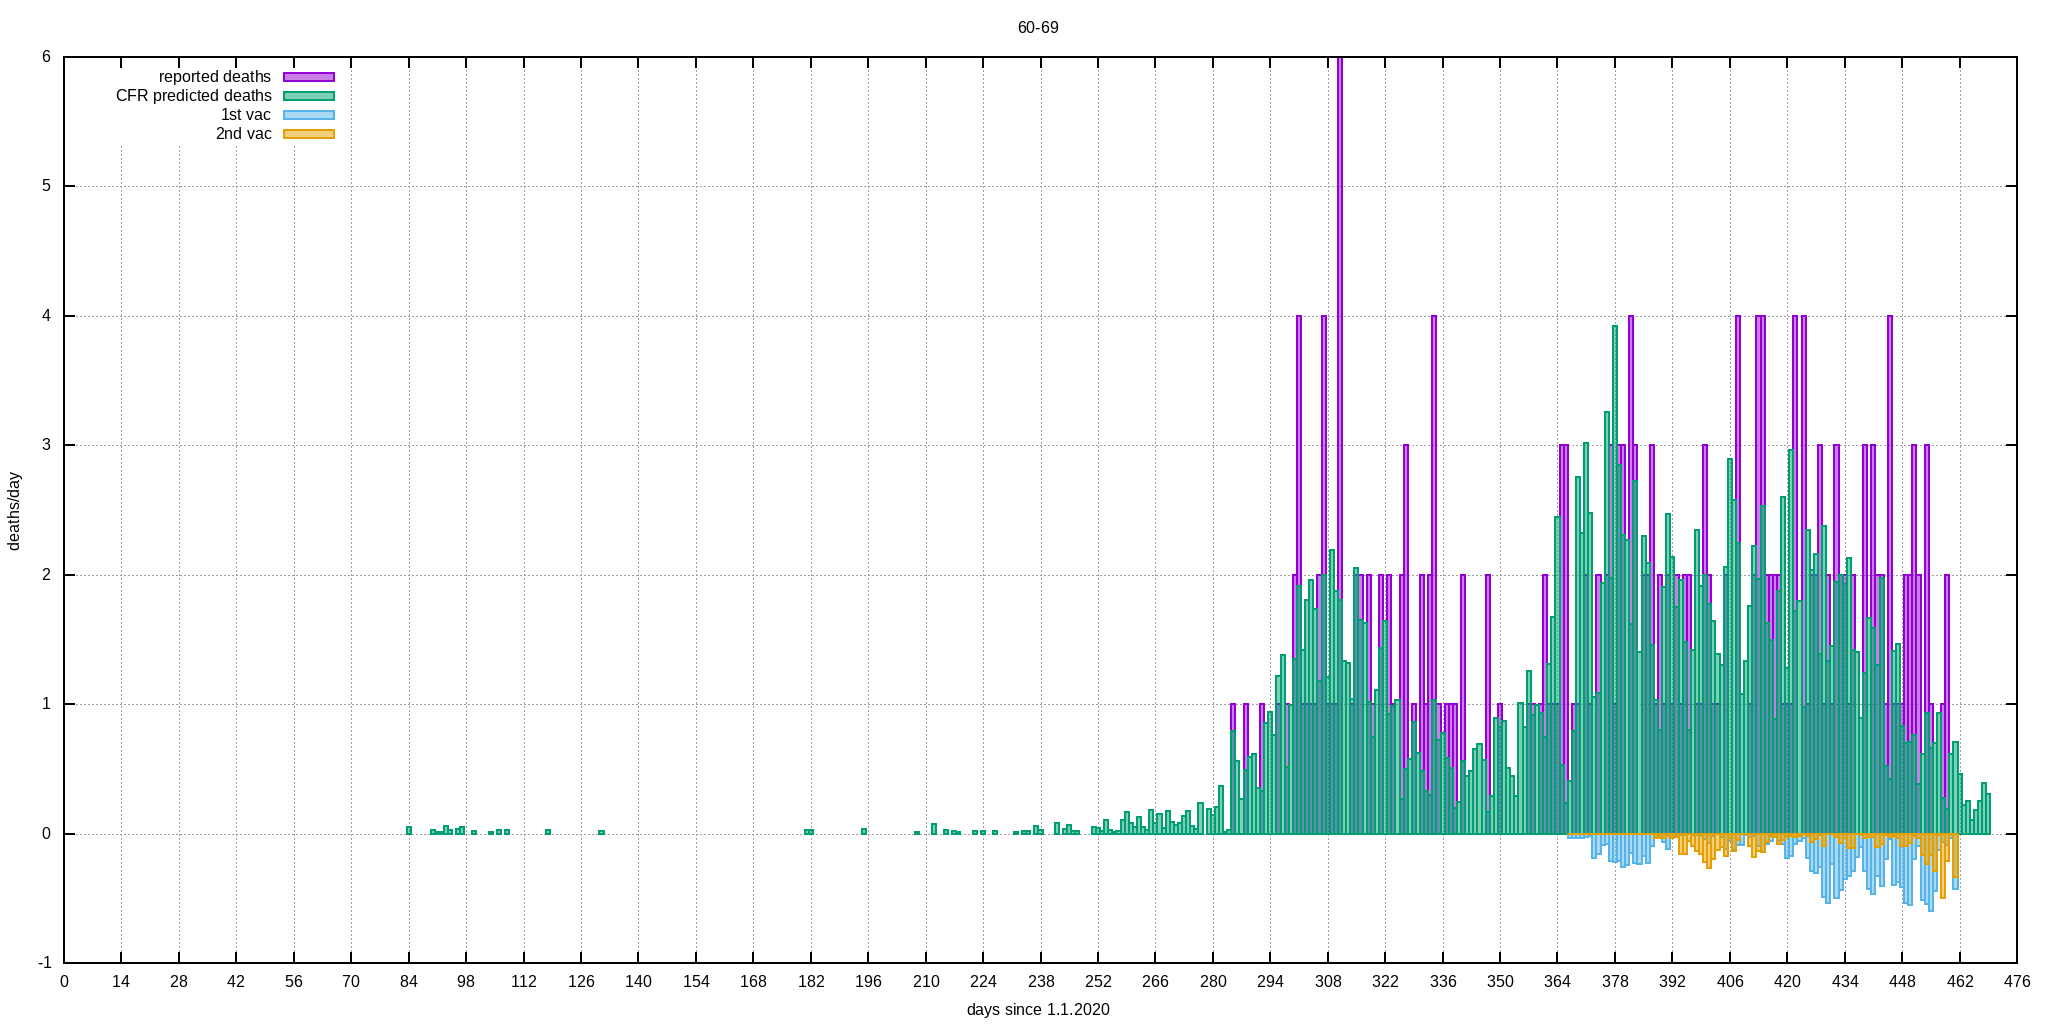 60-69
reported deaths
CFR predicted deaths
1st vac
2nd vac
6
5
4
3
2
1
0
-1
deaths/day
0 14 28 42 56 70 84 98 112 126 140 154 168 182 196 210 224 238 252 266 280 294 308 322 336 350 364 378 392 406 420 434 448 462 476
days since 1.1.2020